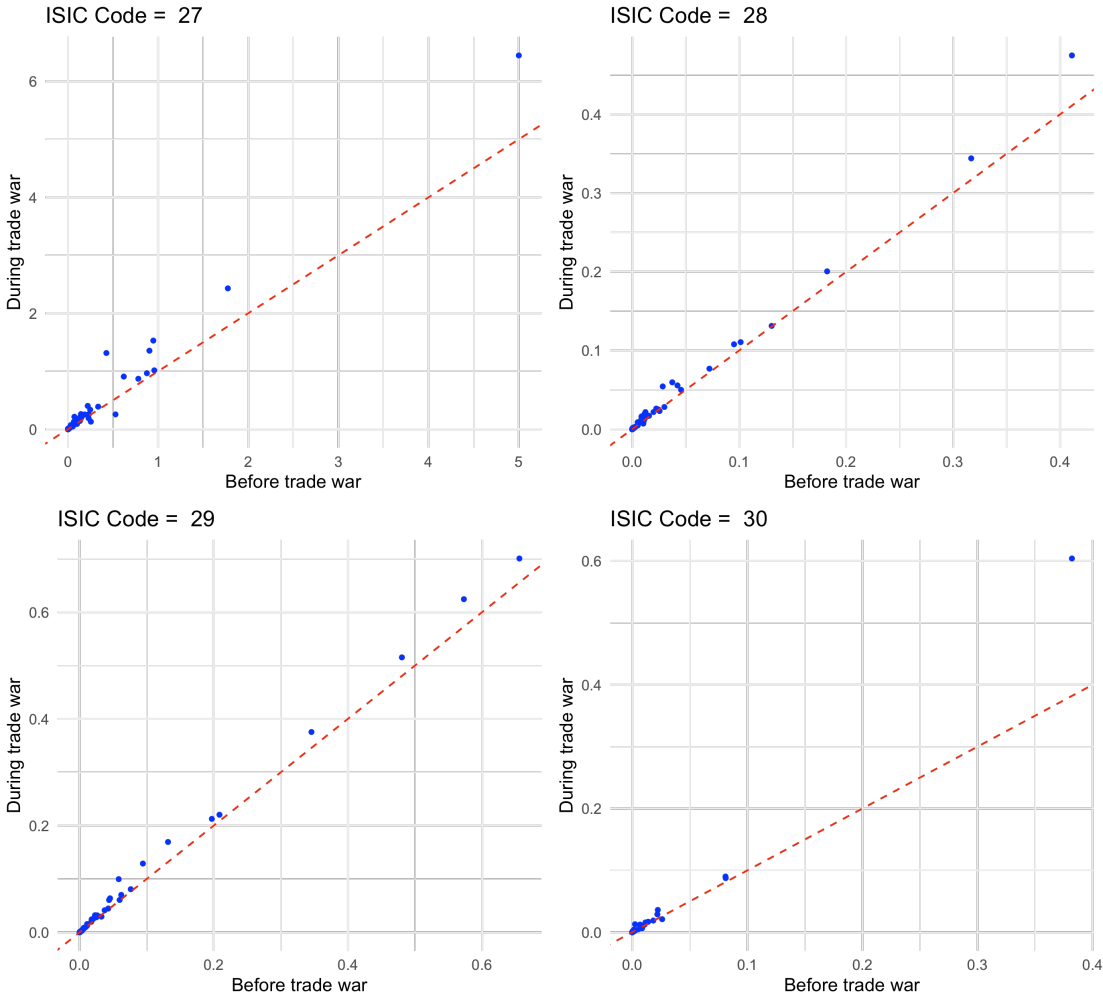 ISIC Code =  27
During trade war
6
4
2
0
0 1 2 3 4 5
Before trade war
ISIC Code =  28
During trade war
0.4
0.3
0.2
0.1
0.0
0.0 0.1 0.2 0.3 0.4
Before trade war
ISIC Code =  29
During trade war
0.6
0.4
0.2
0.0
0.0 0.2 0.4 0.6
Before trade war
ISIC Code =  30
During trade war
0.6
0.4
0.2
0.0
0.0 0.1 0.2 0.3 0.4
Before trade war